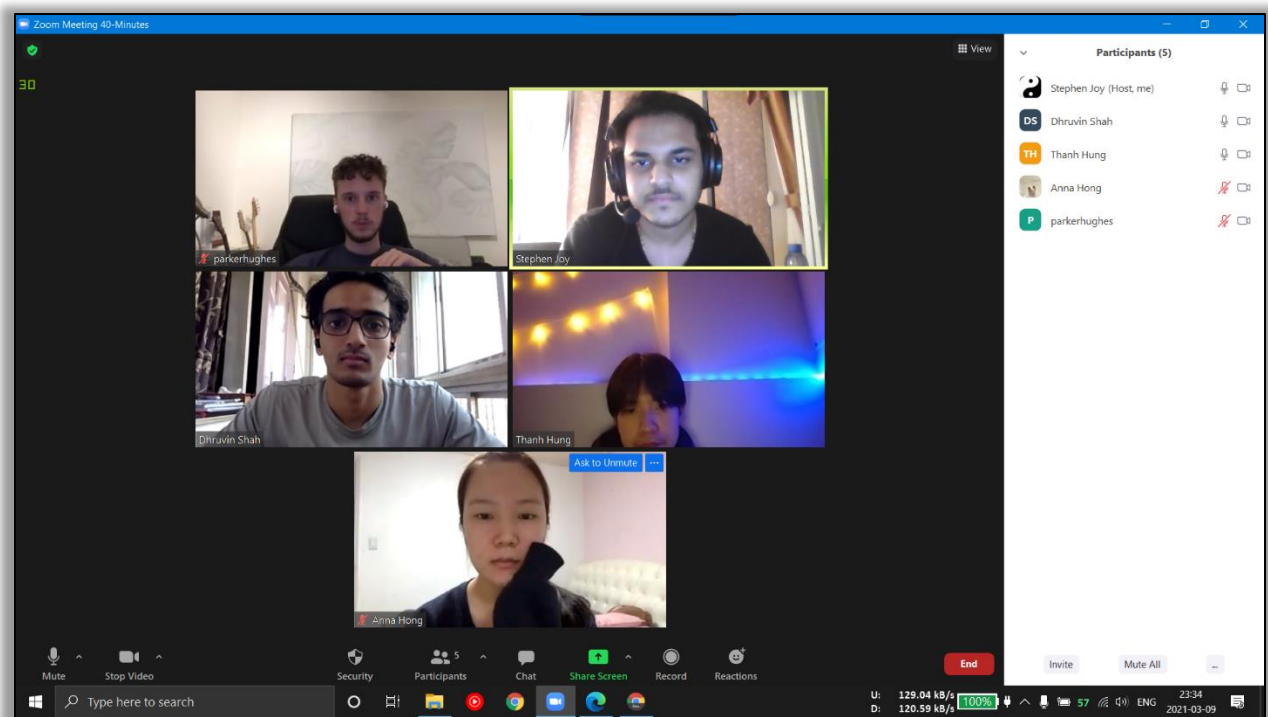 Zoom Meeting 40-Minutes
View
30
parkerhughes
Stephen Joy
Dhruvin Shah
Thanh Hung
Ask to Unmute ...
Anna Hong
Participants (5)
Stephen Joy (Host, me)
DS Dhruvin Shah
TH Thanh Hung
Anna Hong
P parkerhughes
Mute
Stop Video
Security
Participants 5
Chat
Share Screen
Record
Reactions
End
Invite
Mute All
...
Type here to search
U: 129.04 kB/s
D: 120.59 kB/s
100%
57
ENG
23:34
2021-03-09